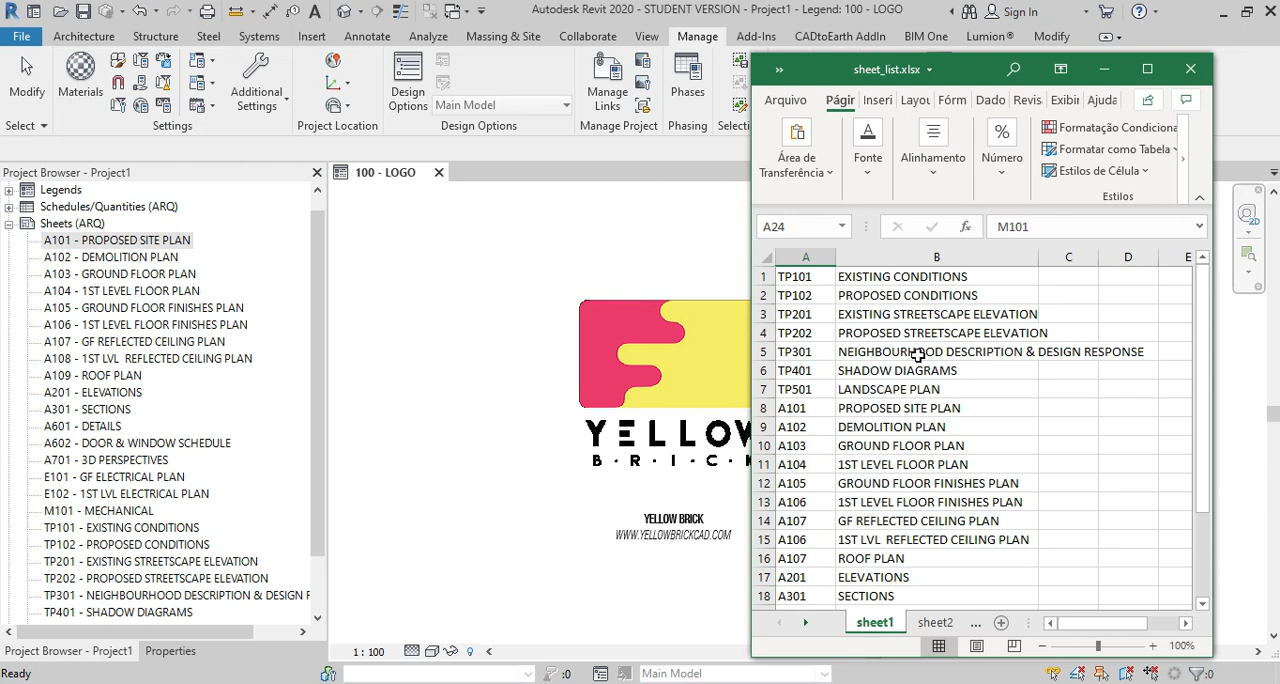 Autodesk Revit 2020 - STUDENT VERSION - Project1 - Legend: 100 - LOGO
Sign In
File Architecture Structure Steel Systems Insert Annotate Analyze Massing & Site Collaborate View Manage Add-Ins CADtoEarth AddIn BIM One Lumion® Modify
Modify
Materials
Additional
Settings
Design
Options
Main Model
Manage
Links
Phases
Select
Settings
Project Location
Design Options
Manage Project
Phasing
Selecti
Project Browser - Project1
Legends
Schedules/Quantities (ARQ)
Sheets (ARQ)
A101 - PROPOSED SITE PLAN
A102 - DEMOLITION PLAN
A103 - GROUND FLOOR PLAN
A104 - 1ST LEVEL FLOOR PLAN
A105 - GROUND FLOOR FINISHES PLAN
A106 - 1ST LEVEL FLOOR FINISHES PLAN
A107 - GF REFLECTED CEILING PLAN
A108 - 1ST LVL  REFLECTED CEILING PLAN
A109 - ROOF PLAN
A201 - ELEVATIONS
A301 - SECTIONS
A601 - DETAILS
A602 - DOOR & WINDOW SCHEDULE
A701 - 3D PERSPECTIVES
E101 - GF ELECTRICAL PLAN
E102 - 1ST LVL ELECTRICAL PLAN
M101 - MECHANICAL
TP101 - EXISTING CONDITIONS
TP102 - PROPOSED CONDITIONS
TP201 - EXISTING STREETSCAPE ELEVATION
TP202 - PROPOSED STREETSCAPE ELEVATION
TP301 - NEIGHBOURHOOD DESCRIPTION & DESIGN F
TP401 - SHADOW DIAGRAMS
Project Browser - Project1
Properties
Ready
100 - LOGO
YELLOW
B·R·I·C·K
YELLOW BRICK
WWW.YELLOWBRICKCAD.COM
1 : 100
:0
Main Model
:0
sheet_list.xlsx
Arquivo Págir Inseri Layou Fórm Dado Revis Exibir Ajuda
Área de
Transferência
Fonte
Alinhamento
Número
%
Formatação Condiciona
Formatar como Tabela
Estilos de Célula
Estilos
A24
fx
M101
A B C D E
1 TP101 EXISTING CONDITIONS
2 TP102 PROPOSED CONDITIONS
3 TP201 EXISTING STREETSCAPE ELEVATION
4 TP202 PROPOSED STREETSCAPE ELEVATION
5 TP301 NEIGHBOURHOOD DESCRIPTION & DESIGN RESPONSE
6 TP401 SHADOW DIAGRAMS
7 TP501 LANDSCAPE PLAN
8 A101 PROPOSED SITE PLAN
9 A102 DEMOLITION PLAN
10 A103 GROUND FLOOR PLAN
11 A104 1ST LEVEL FLOOR PLAN
12 A105 GROUND FLOOR FINISHES PLAN
13 A106 1ST LEVEL FLOOR FINISHES PLAN
14 A107 GF REFLECTED CEILING PLAN
15 A106 1ST LVL  REFLECTED CEILING PLAN
16 A107 ROOF PLAN
17 A201 ELEVATIONS
18 A301 SECTIONS
sheet1 sheet2 ...
100%